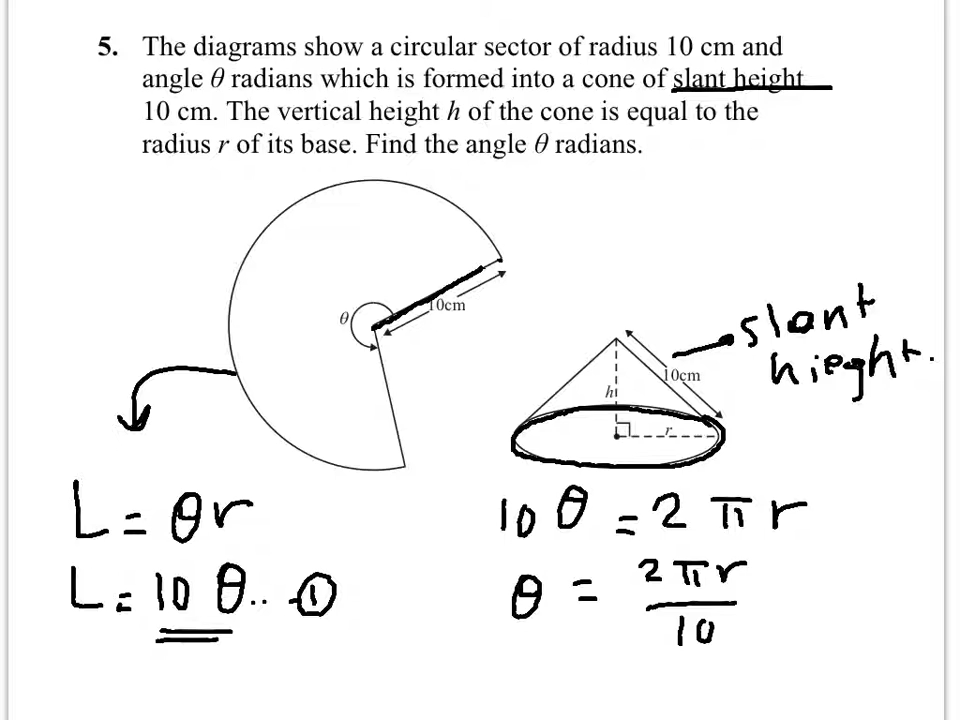 5. The diagrams show a circular sector of radius 10 cm and
angle θ radians which is formed into a cone of slant height
10 cm. The vertical height h of the cone is equal to the
radius r of its base. Find the angle θ radians.
θ
10cm
h
10cm
r
slant
hieght.
L = θr
L = 10 θ .. ①
10 θ = 2 π r
θ = 2 π r
10